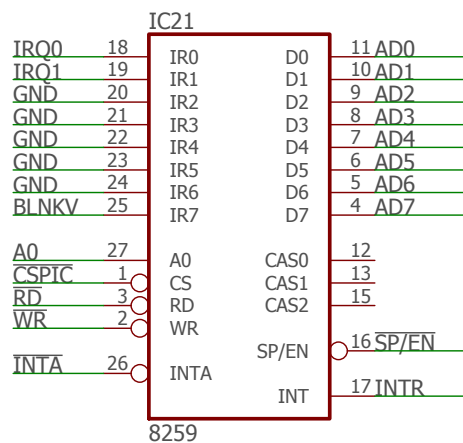 IC21
IRQ0 18 IR0 D0 11 AD0
IRQ1 19 IR1 D1 10 AD1
GND 20 IR2 D2 9 AD2
GND 21 IR3 D3 8 AD3
GND 22 IR4 D4 7 AD4
GND 23 IR5 D5 6 AD5
GND 24 IR6 D6 5 AD6
BLNKV 25 IR7 D7 4 AD7
A0 27 A0 CAS0 12
CSPIC 1 CS CAS1 13
RD 3 RD CAS2 15
WR 2 WR
SP/EN 16 SP/EN
INTA 26 INTA
INT 17 INTR
8259